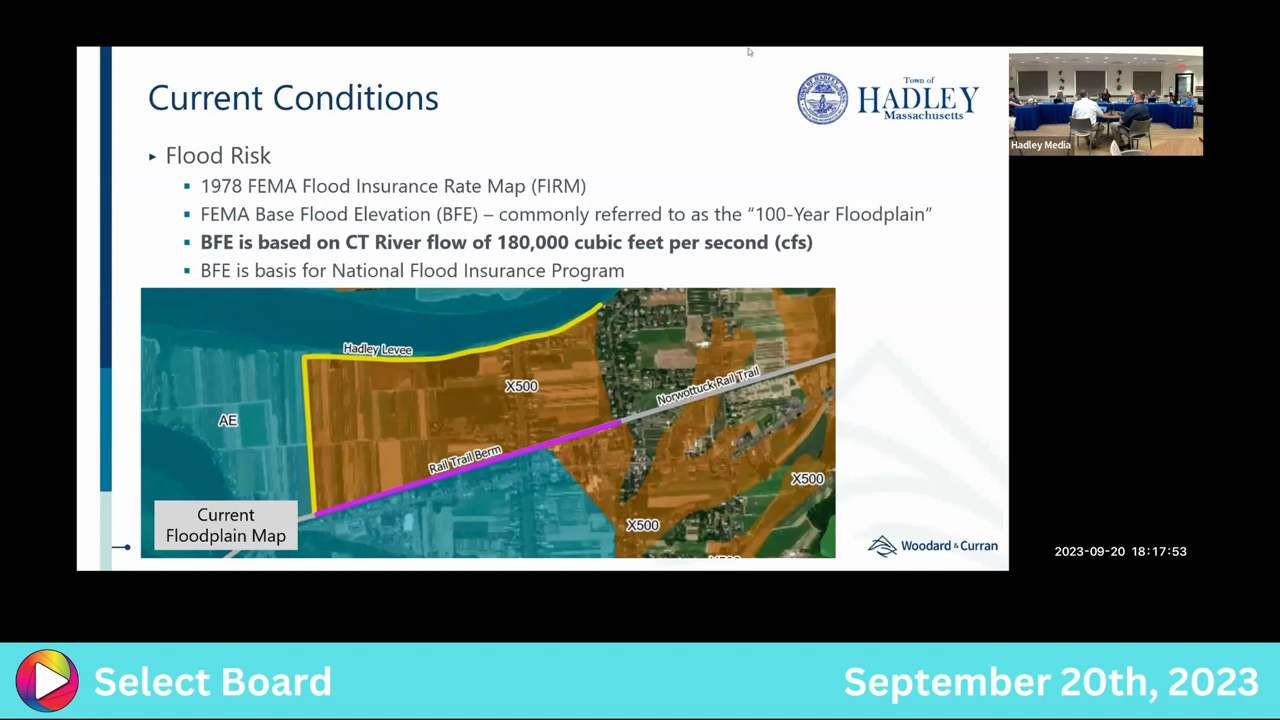 Current Conditions
Town of
HADLEY
Massachusetts
Flood Risk
1978 FEMA Flood Insurance Rate Map (FIRM)
FEMA Base Flood Elevation (BFE) – commonly referred to as the “100-Year Floodplain”
BFE is based on CT River flow of 180,000 cubic feet per second (cfs)
BFE is basis for National Flood Insurance Program
Hadley Levee
X500
Norwottuck Rail Trail
AE
Rail Trail Berm
X500
X500
Current
Floodplain Map
Woodard & Curran
Hadley Media
2023-09-20 18:17:53
Select Board
September 20th, 2023